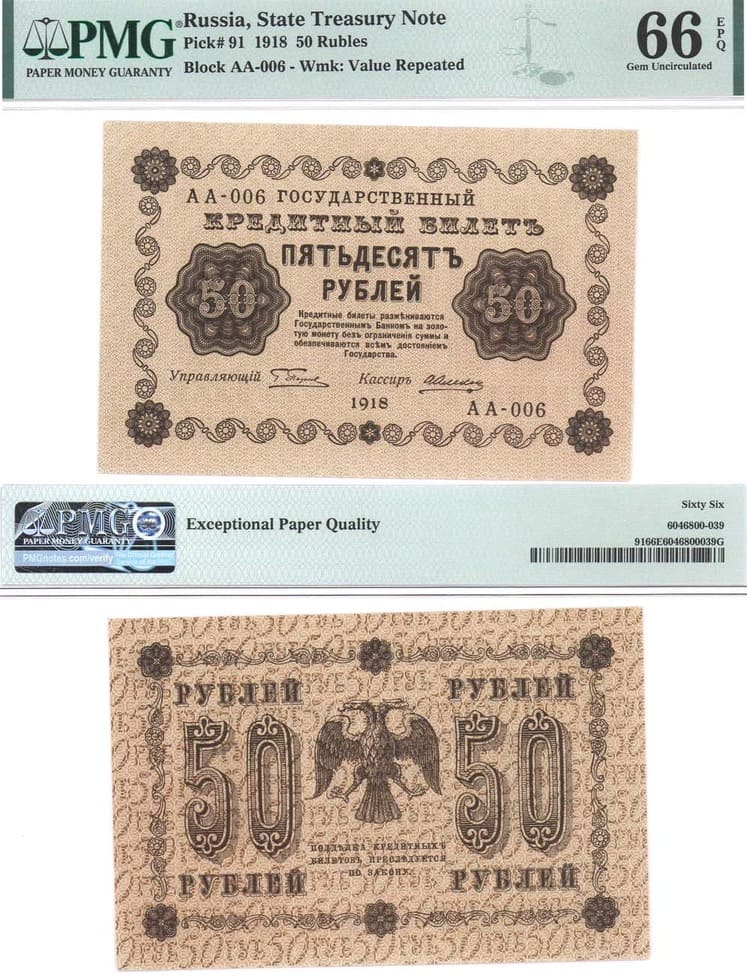 PMG®
PAPER MONEY GUARANTY
Russia, State Treasury Note
Pick# 91 1918 50 Rubles
Block AA-006 - Wmk: Value Repeated
66
EPQ
Gem Uncirculated
АА-006 ГОСУДАРСТВЕННЫЙ
КРЕДИТНЫЙ БИЛЕТЪ
ПЯТЬДЕСЯТЪ
РУБЛЕЙ
50
50
Кредитные билеты размѣниваются
Государственнымъ Банкомъ на золо-
тую монету безъ ограниченія суммы и
обезпечиваются всѣмъ достояніемъ
Государства.
Управляющій
Кассиръ
1918
АА-006
PMG
PAPER MONEY GUARANTY
PMGnotes.com/verify
Exceptional Paper Quality
Sixty Six
6046800-039
9166E6046800039G
РУБЛЕЙ
РУБЛЕЙ
50
50
ПОДДѢЛКА КРЕДИТНЫХЪ
БИЛЕТОВЪ ПРЕСЛѢДУЕТСЯ
ПО ЗАКОНУ.
РУБЛЕЙ
РУБЛЕЙ